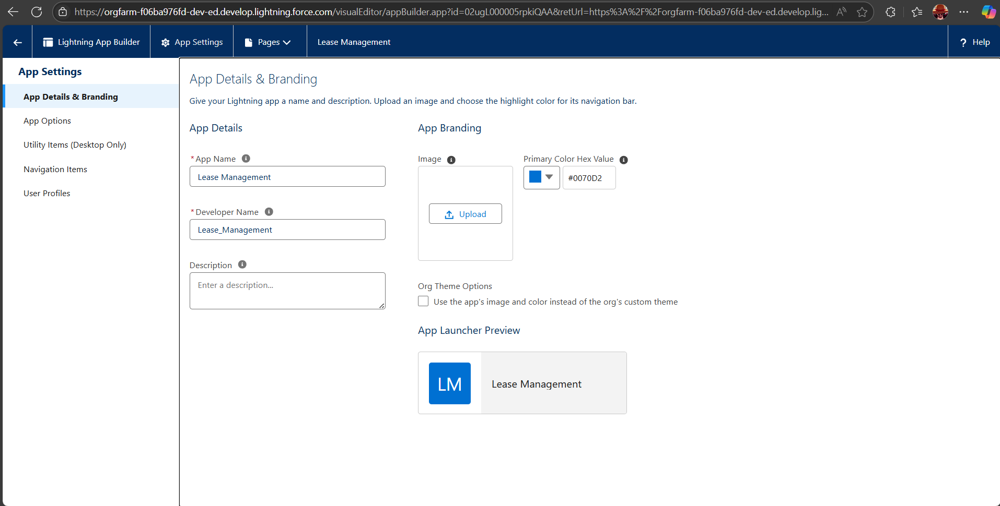 https://orgfarm-f06ba976fd-dev-ed.develop.lightning.force.com/visualEditor/appBuilder.app?id=02ugL000005rpkiQAA&retUrl=https%3A%2F%2Forgfarm-f06ba976fd-dev-ed.develop.lig...
Lightning App Builder
App Settings
Pages
Lease Management
? Help
App Settings
App Details & Branding
App Options
Utility Items (Desktop Only)
Navigation Items
User Profiles
App Details & Branding
Give your Lightning app a name and description. Upload an image and choose the highlight color for its navigation bar.
App Details
*App Name
Lease Management
*Developer Name
Lease_Management
Description
Enter a description...
App Branding
Image
Upload
Primary Color Hex Value
#0070D2
Org Theme Options
Use the app's image and color instead of the org's custom theme
App Launcher Preview
LM
Lease Management